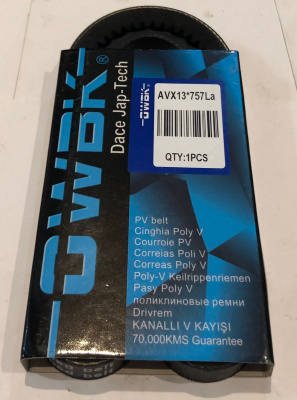 OWBK®
Dace Jap-Tech
AVX13*757La
OWBK
QTY:1PCS
PV belt
Cinghia Poly V
Courroie PV
Correias Poli V
Correas Poly V
Poly-V Keilrippenriemen
Pasy Poly V
поликлиновые ремни
Drivrem
KANALLI V KAYIŞI
70,000KMS Guarantee